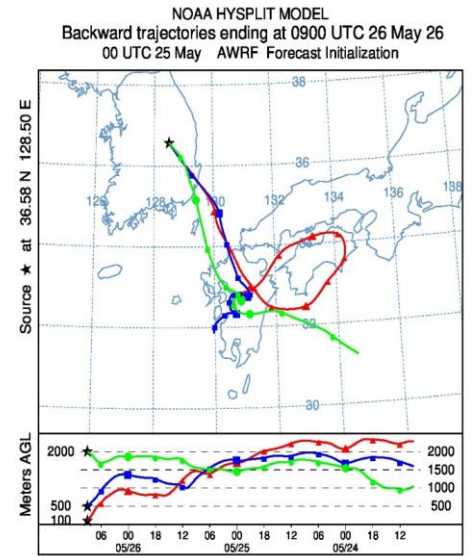 NOAA HYSPLIT MODEL
Backward trajectories ending at 0900 UTC 26 May 26
00 UTC 25 May AWRF Forecast Initialization
Source ★ at 36.58 N 128.50 E
38
36
126
128
130
132
134
136
138
32
30
Meters AGL
2000
500
100
2000
1500
1000
500
06 00 18 12 06 00 18 12 06 00 18 12
05/26 05/25 05/24